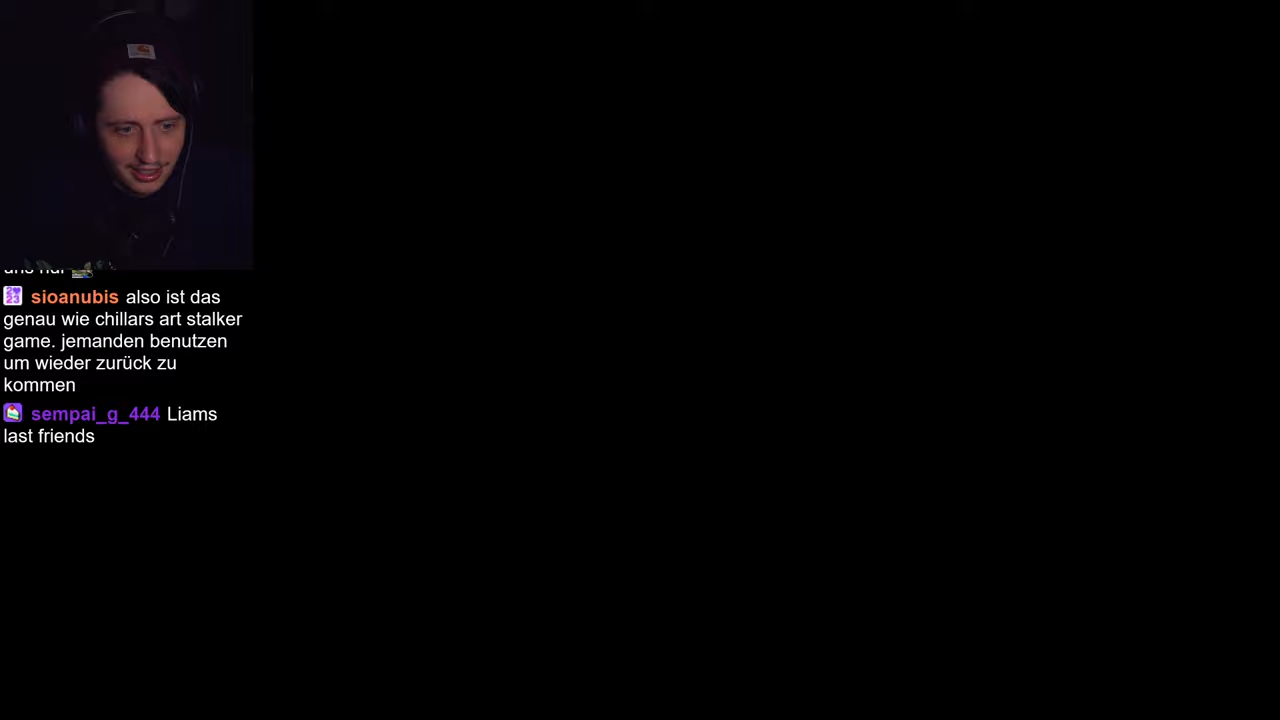 sioanubis also ist das
genau wie chillars art stalker
game. jemanden benutzen
um wieder zurück zu
kommen
sempai_g_444 Liams
last friends